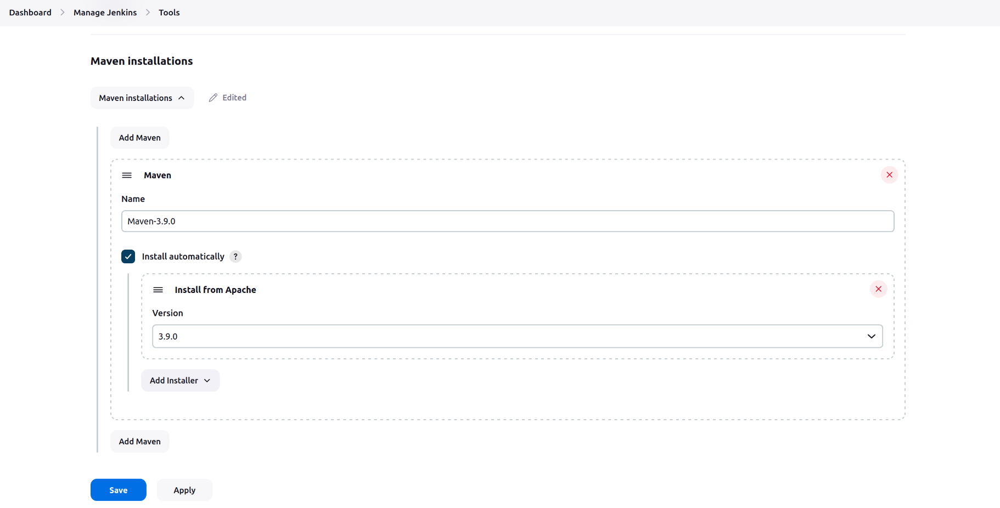 Dashboard > Manage Jenkins > Tools
Maven installations
Maven installations Edited
Add Maven
Maven
Name
Maven-3.9.0
Install automatically ?
Install from Apache
Version
3.9.0
Add Installer
Add Maven
Save Apply